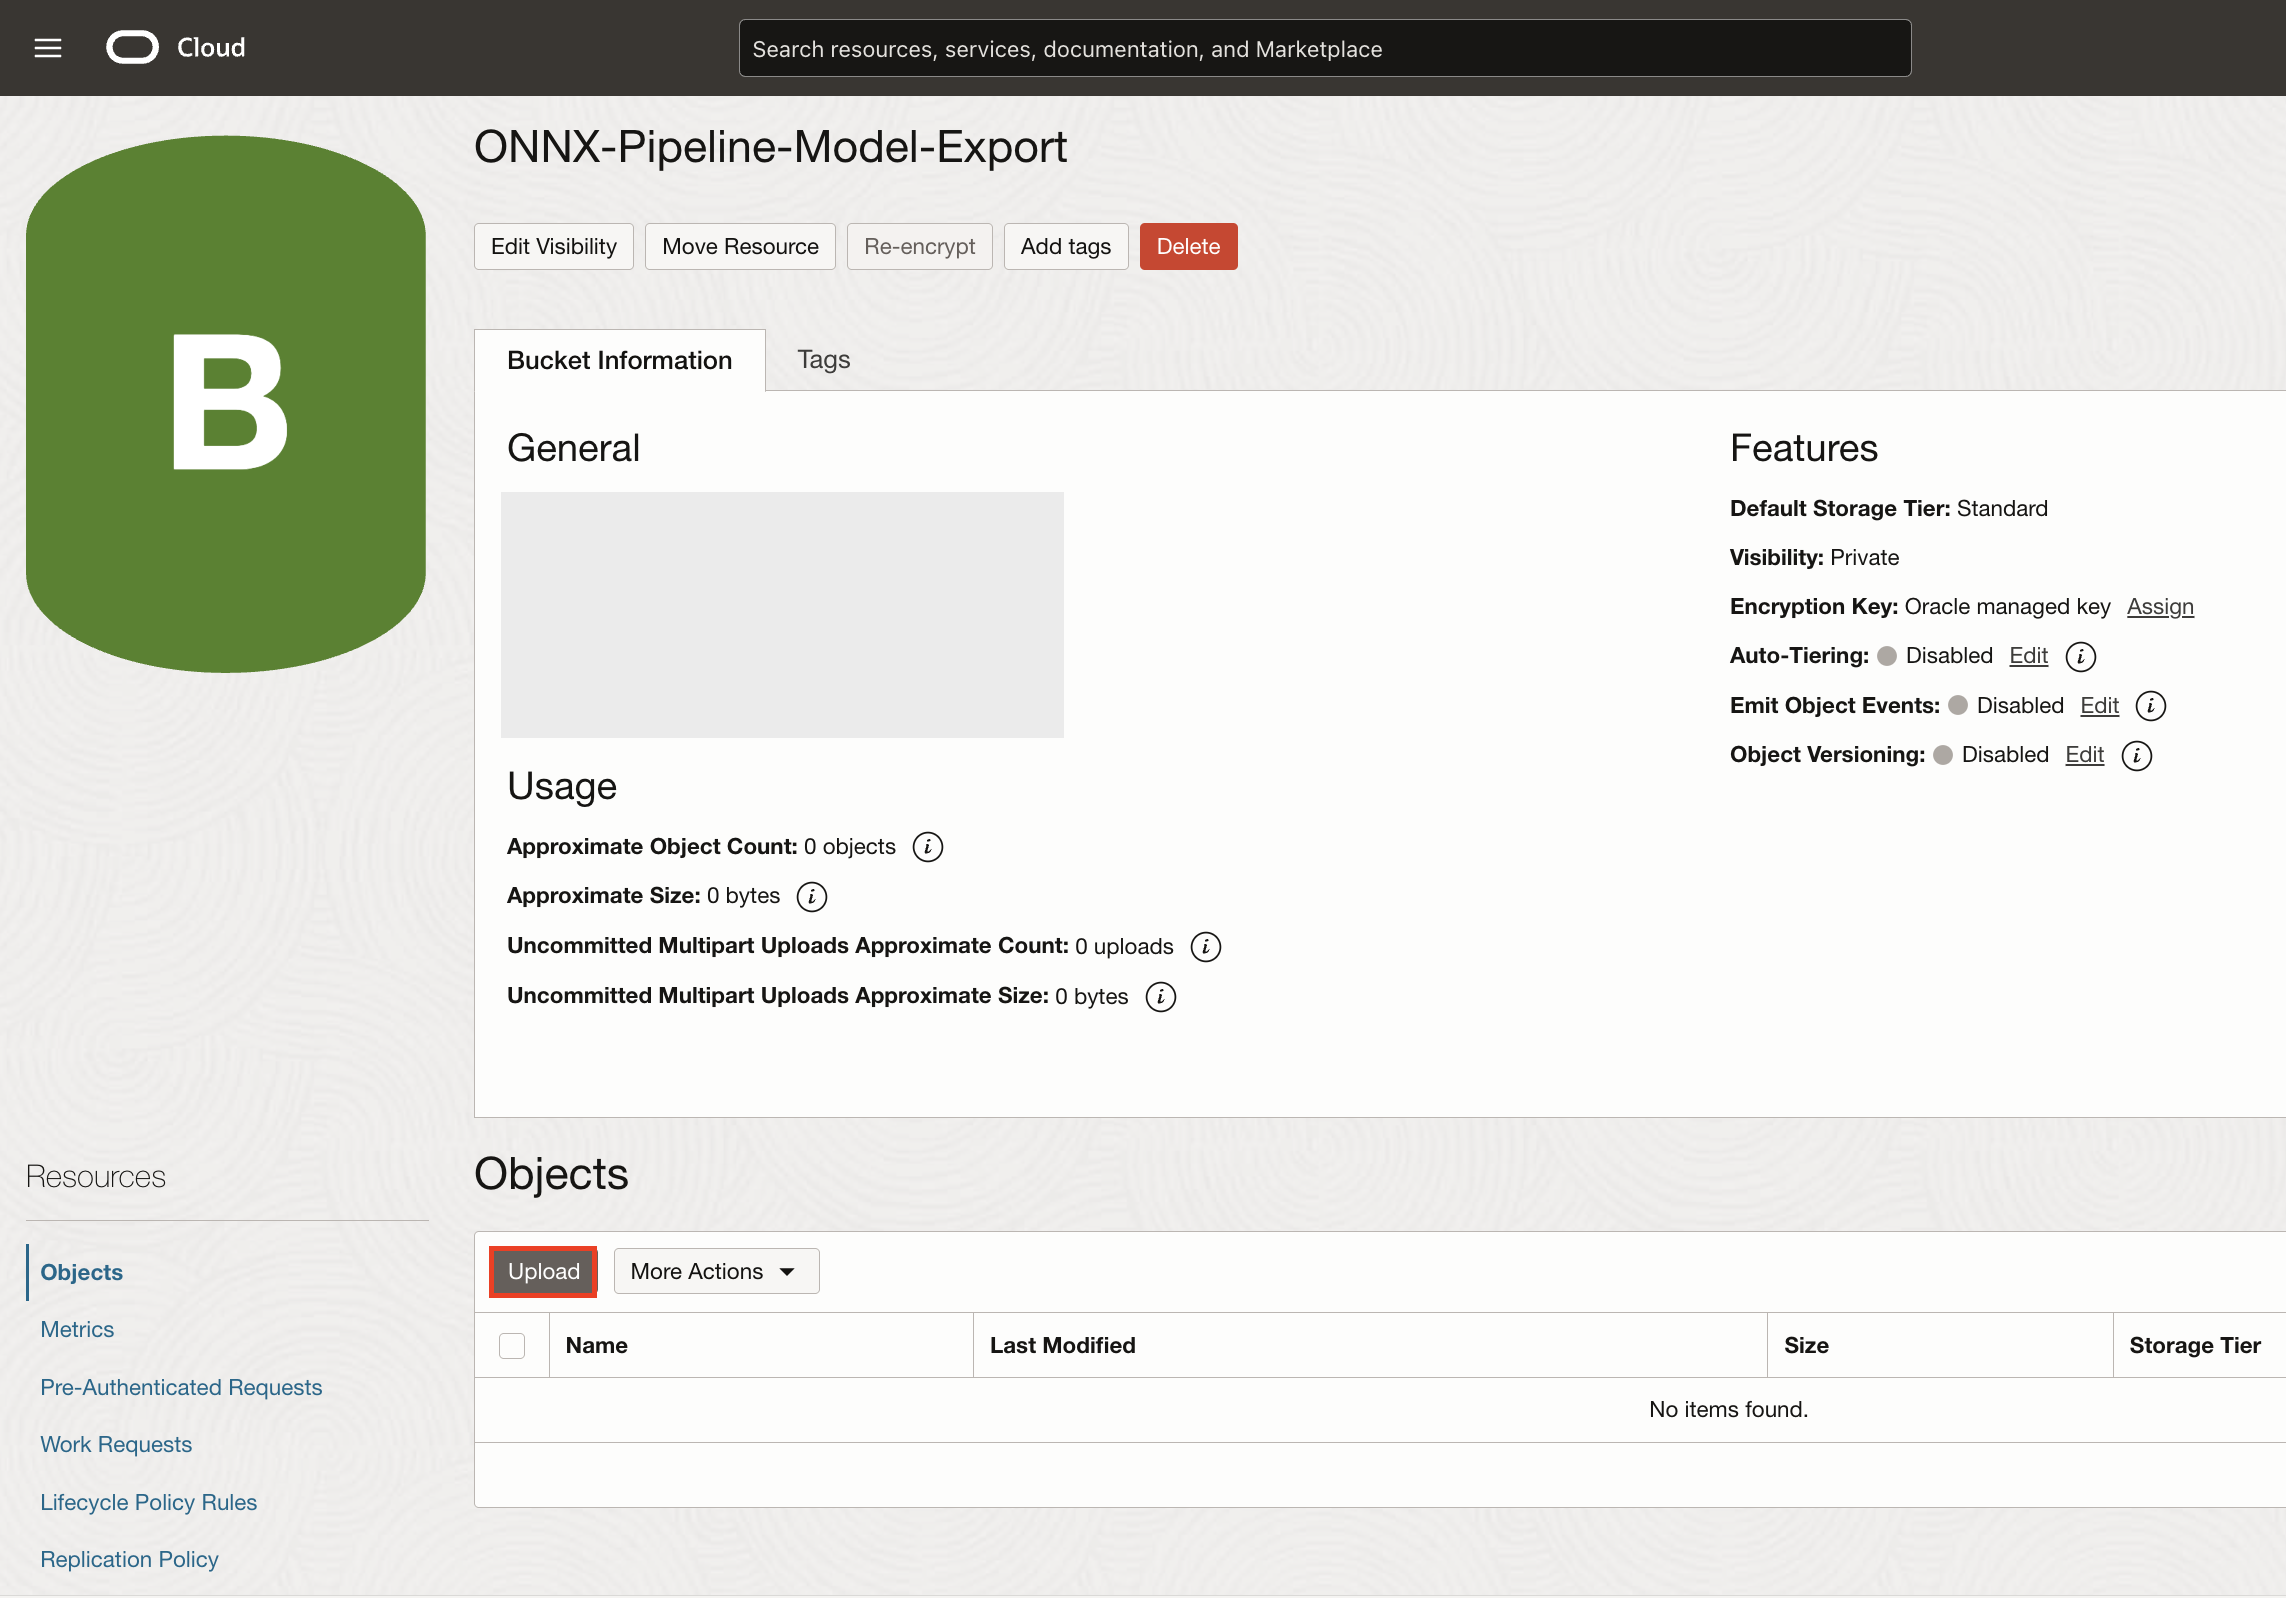 Cloud
Search resources, services, documentation, and Marketplace
B
ONNX-Pipeline-Model-Export
Edit Visibility
Move Resource
Re-encrypt
Add tags
Delete
Bucket Information
Tags
General
Usage
Approximate Object Count: 0 objects i
Approximate Size: 0 bytes i
Uncommitted Multipart Uploads Approximate Count: 0 uploads i
Uncommitted Multipart Uploads Approximate Size: 0 bytes i
Features
Default Storage Tier: Standard
Visibility: Private
Encryption Key: Oracle managed key Assign
Auto-Tiering: Disabled Edit i
Emit Object Events: Disabled Edit i
Object Versioning: Disabled Edit i
Resources
Objects
Metrics
Pre-Authenticated Requests
Work Requests
Lifecycle Policy Rules
Replication Policy
Objects
Upload
More Actions
Name Last Modified Size Storage Tier
No items found.